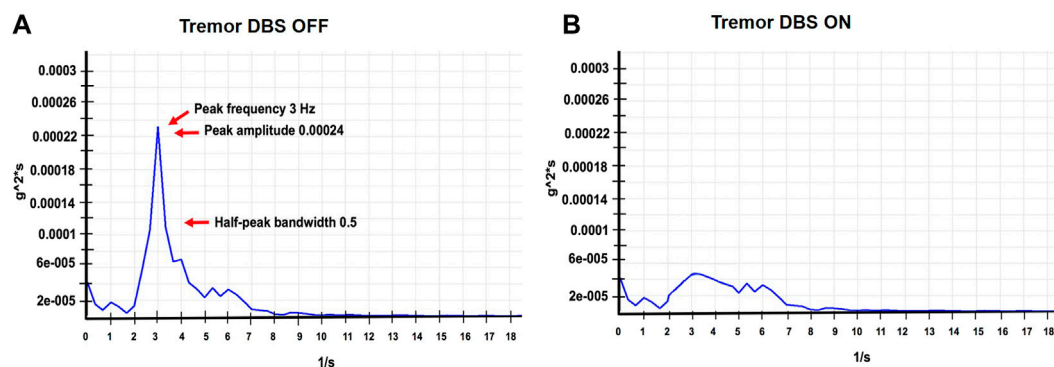 A
Tremor DBS OFF
0.0003
0.00026
0.00022
0.00018
0.00014
0.0001
6e-005
2e-005
g^2*s
Peak frequency 3 Hz
Peak amplitude 0.00024
Half-peak bandwidth 0.5
0 1 2 3 4 5 6 7 8 9 10 11 12 13 14 15 16 17 18
1/s
B
Tremor DBS ON
0.0003
0.00026
0.00022
0.00018
0.00014
0.0001
6e-005
2e-005
g^2*s
0 1 2 3 4 5 6 7 8 9 10 11 12 13 14 15 16 17 18
1/s